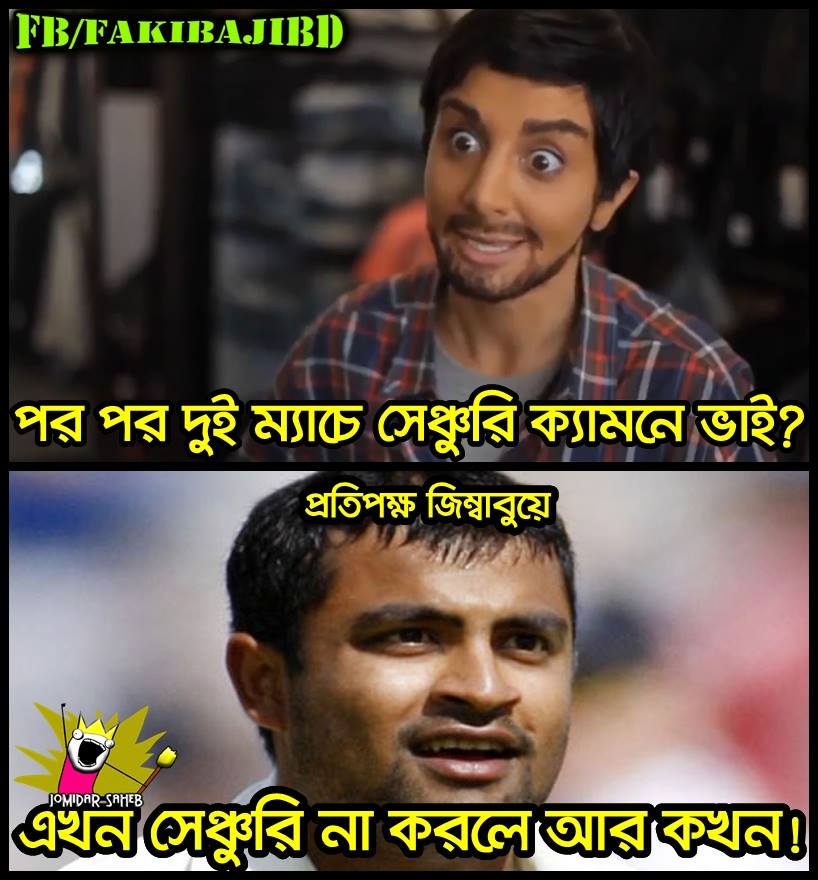 FB/FAKIBAJIBD
পর পর দুই ম্যাচে সেঞ্চুরি ক্যামনে ভাই?
প্রতিপক্ষ জিম্বাবুয়ে
JOMIDAR SAHEB
এখন সেঞ্চুরি না করলে আর কখন!